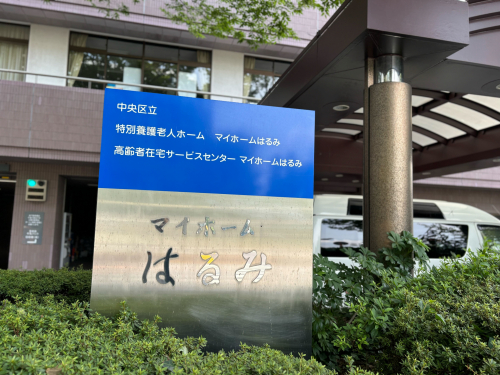 中央区立
特別養護老人ホーム マイホームはるみ
高齢者在宅サービスセンター マイホームはるみ
マイホーム
はるみ